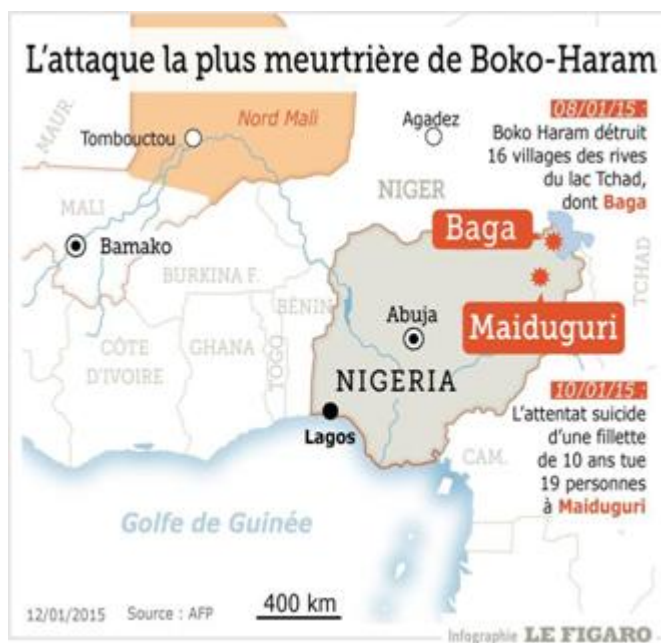 L'attaque la plus meurtrière de Boko-Haram
MAUR.
Nord Mali
Tombouctou
Agadez
08/01/15 :
Boko Haram détruit
16 villages des rives
du lac Tchad,
dont Baga
NIGER
MALI
Bamako
Baga
TCHAD
BURKINA F.
BÉNIN
Abuja
Maiduguri
CÔTE
D'IVOIRE
GHANA
TOGO
NIGERIA
Lagos
10/01/15 :
L'attentat suicide
d'une fillette
de 10 ans tue
19 personnes
à Maiduguri
CAM.
Golfe de Guinée
12/01/2015 Source : AFP
400 km
Infographie LE FIGARO